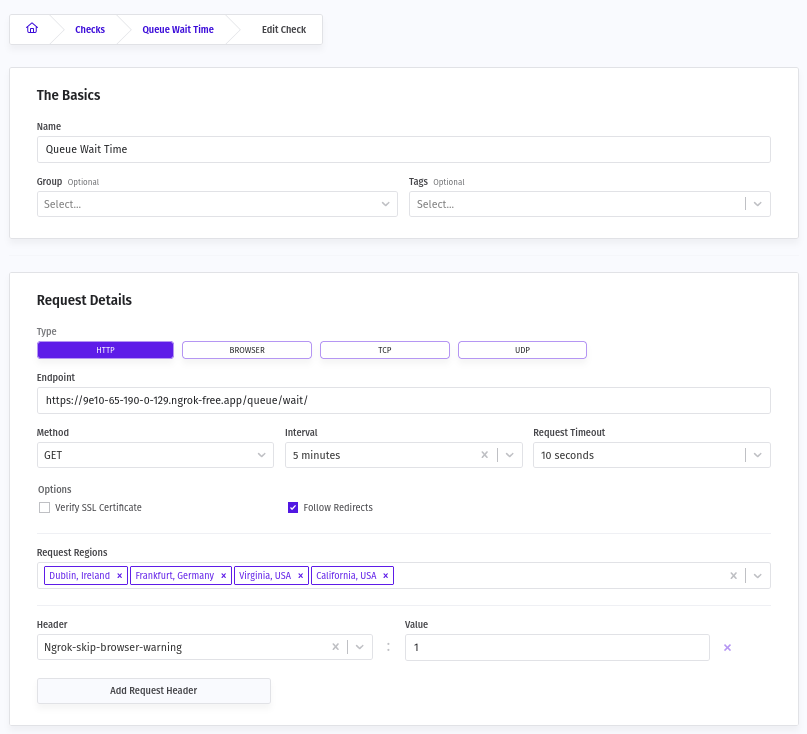 Checks Queue Wait Time Edit Check
The Basics
Name
Queue Wait Time
Group Optional Tags Optional
Select... Select...
Request Details
Type
HTTP BROWSER TCP UDP
Endpoint
https://9e10-65-190-0-129.ngrok-free.app/queue/wait/
Method Interval Request Timeout
GET 5 minutes 10 seconds
Options
Verify SSL Certificate Follow Redirects
Request Regions
Dublin, Ireland × Frankfurt, Germany × Virginia, USA × California, USA ×
Header Value
Ngrok-skip-browser-warning : 1
Add Request Header